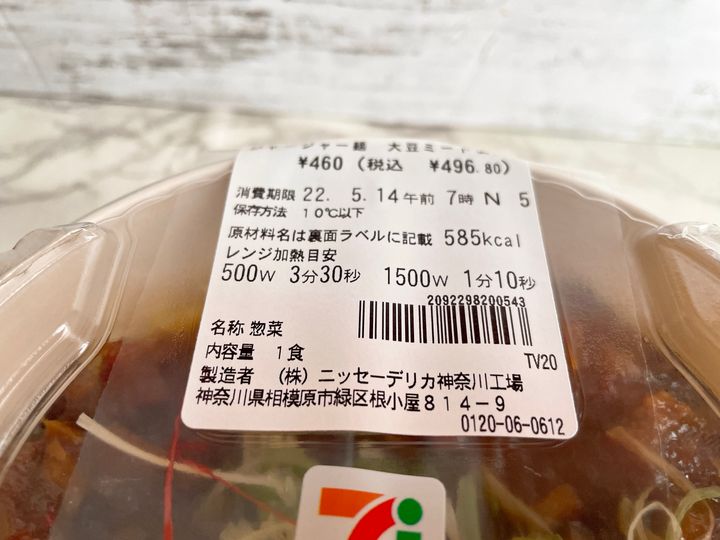 ジャージャー麺 大豆ミート
¥460(税込 ¥496.80)
消費期限 22. 5.14午前 7時 N 5
保存方法 10℃以下
原材料名は裏面ラベルに記載 585kcal
レンジ加熱目安
500W 3分30秒 1500W 1分10秒
2092298200543
名称 惣菜
内容量 1食
TV20
製造者 (株)ニッセーデリカ神奈川工場
神奈川県相模原市緑区根小屋814-9
0120-06-0612